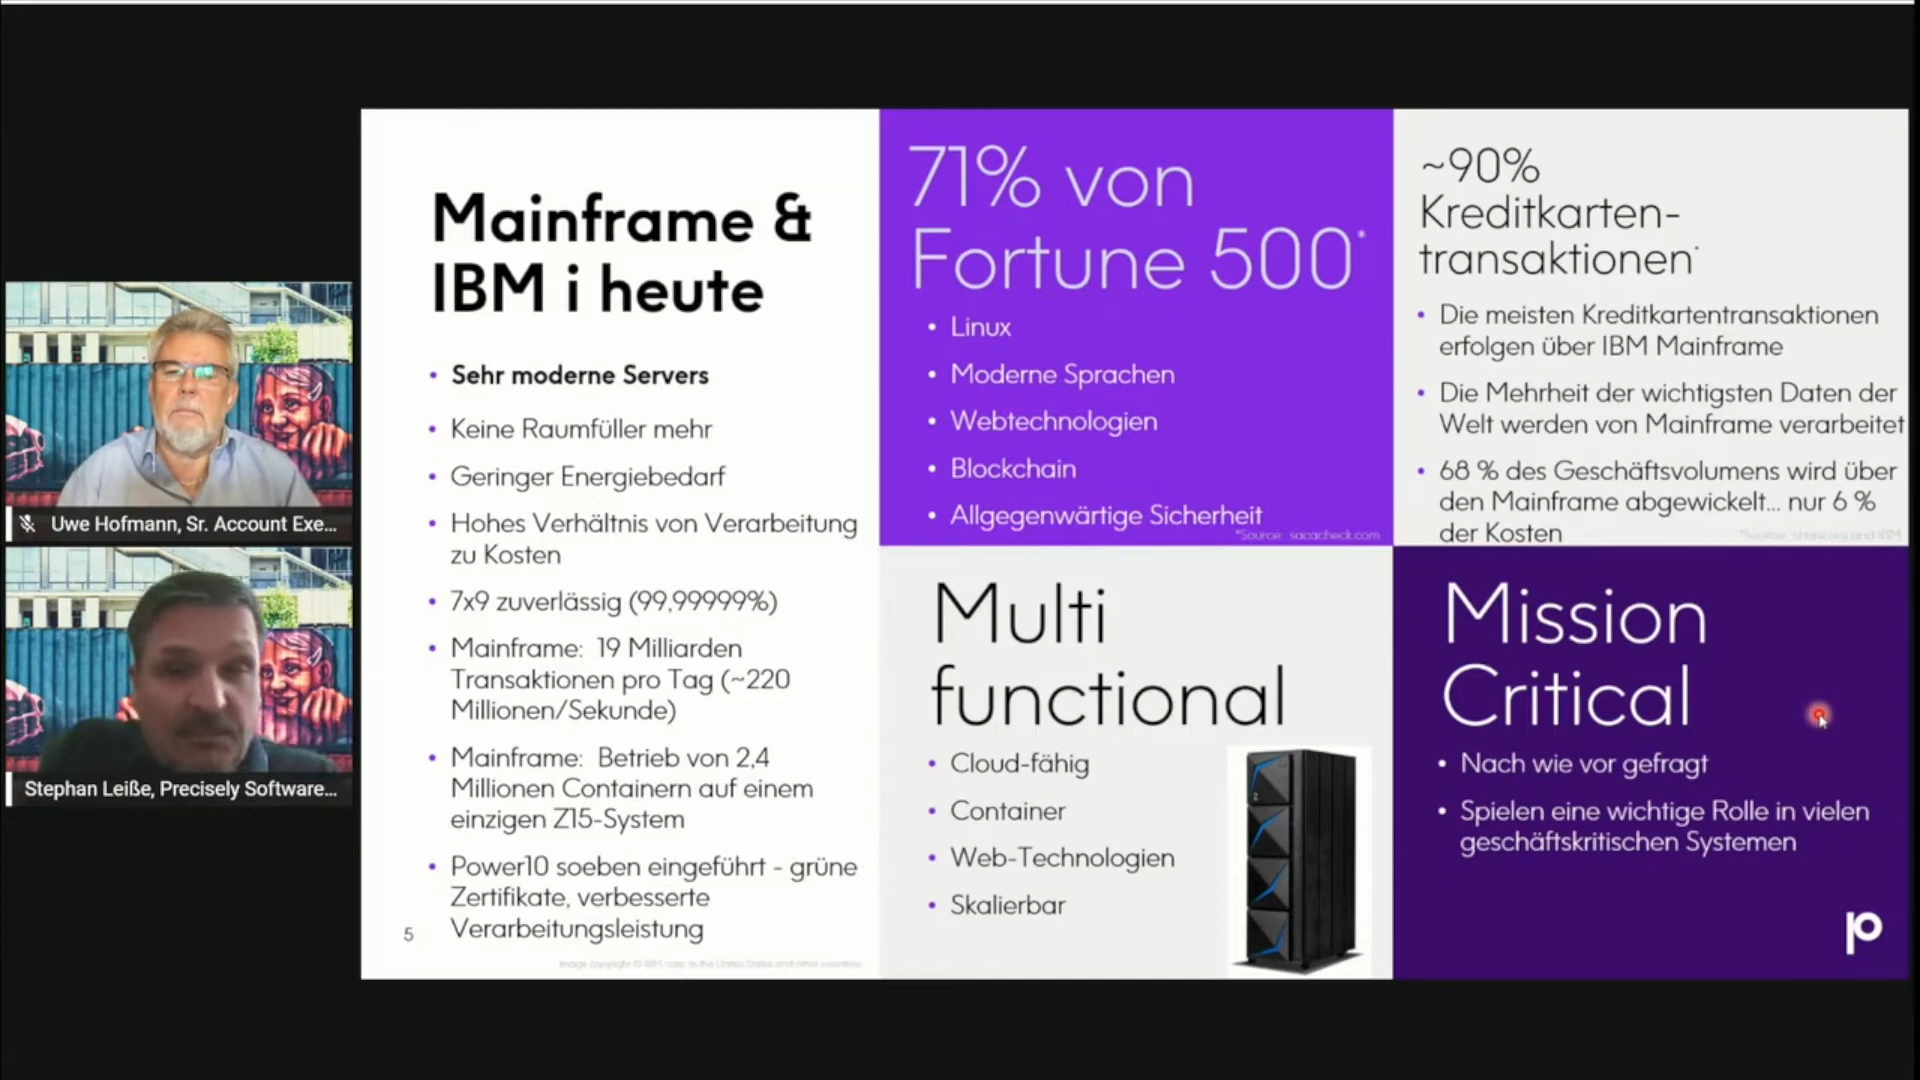 Mainframe &
IBM i heute
• Sehr moderne Servers
• Keine Raumfüller mehr
• Geringer Energiebedarf
• Hohes Verhältnis von Verarbeitung
zu Kosten
• 7x9 zuverlässig (99,99999%)
• Mainframe: 19 Milliarden
Transaktionen pro Tag (~220
Millionen/Sekunde)
• Mainframe: Betrieb von 2,4
Millionen Containern auf einem
einzigen Z15-System
• Power10 soeben eingeführt - grüne
Zertifikate, verbesserte
Verarbeitungsleistung
5
71% von
Fortune 500*
• Linux
• Moderne Sprachen
• Webtechnologien
• Blockchain
• Allgegenwärtige Sicherheit
*Source: sacacheck.com
~90%
Kreditkarten-
transaktionen*
• Die meisten Kreditkartentransaktionen
erfolgen über IBM Mainframe
• Die Mehrheit der wichtigsten Daten der
Welt werden von Mainframe verarbeitet
• 68 % des Geschäftsvolumens wird über
den Mainframe abgewickelt... nur 6 %
der Kosten
*Source: share.org and IBM
Multi
functional
• Cloud-fähig
• Container
• Web-Technologien
• Skalierbar
Mission
Critical
• Nach wie vor gefragt
• Spielen eine wichtige Rolle in vielen
geschäftskritischen Systemen
p
Uwe Hofmann, Sr. Account Exe...
Stephan Leiße, Precisely Software...